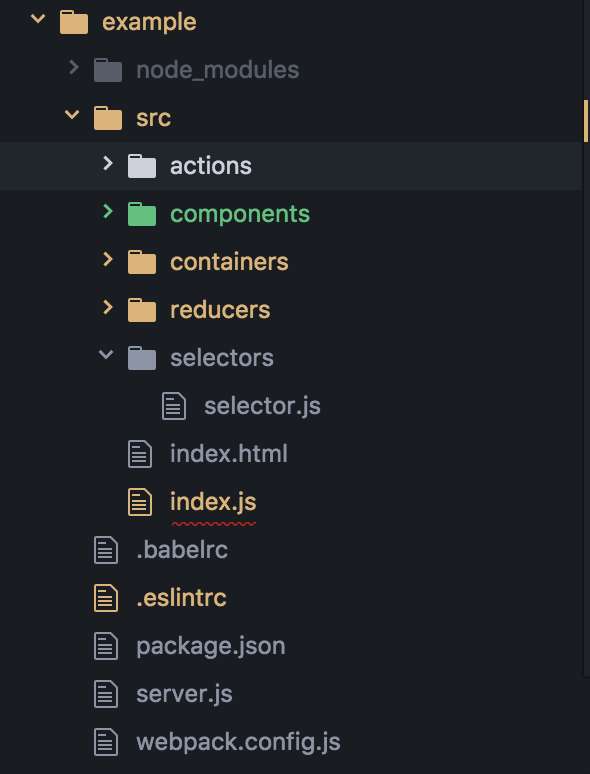 example
node_modules
src
actions
components
containers
reducers
selectors
selector.js
index.html
index.js
.babelrc
.eslintrc
package.json
server.js
webpack.config.js